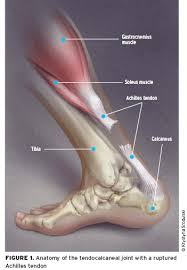 Gastrocnemius
muscle
Soleus muscle
Achilles tendon
Tibia
Calcaneus
FIGURE 1. Anatomy of the tendocalcaneal joint with a ruptured
Achilles tendon